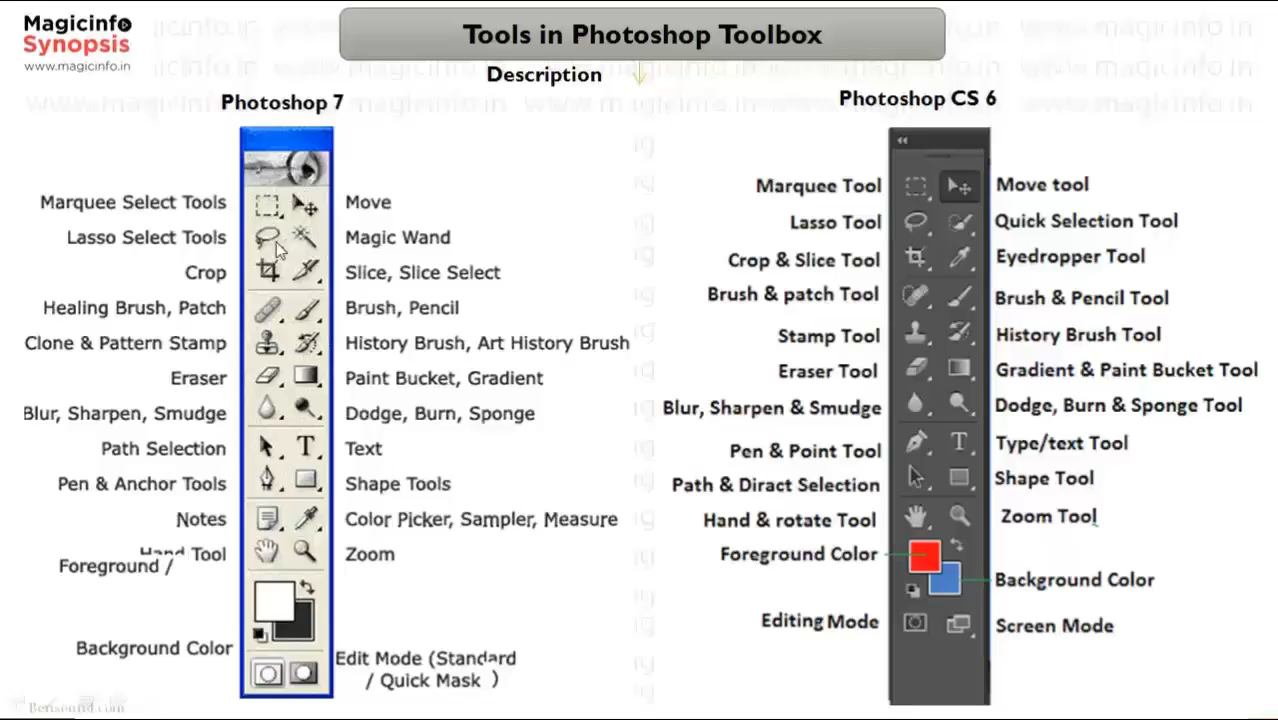 Magicinfo
Synopsis
www.magicinfo.in
Tools in Photoshop Toolbox
Description
Photoshop 7
Marquee Select Tools
Move
Lasso Select Tools
Magic Wand
Crop
Slice, Slice Select
Healing Brush, Patch
Brush, Pencil
Clone & Pattern Stamp
History Brush, Art History Brush
Eraser
Paint Bucket, Gradient
Blur, Sharpen, Smudge
Dodge, Burn, Sponge
Path Selection
Text
Pen & Anchor Tools
Shape Tools
Notes
Color Picker, Sampler, Measure
Hand Tool
Zoom
Foreground /
Background Color
Edit Mode (Standard
/ Quick Mask )
Photoshop CS 6
Marquee Tool
Move tool
Lasso Tool
Quick Selection Tool
Crop & Slice Tool
Eyedropper Tool
Brush & patch Tool
Brush & Pencil Tool
Stamp Tool
History Brush Tool
Eraser Tool
Gradient & Paint Bucket Tool
Blur, Sharpen & Smudge
Dodge, Burn & Sponge Tool
Pen & Point Tool
Type/text Tool
Path & Diract Selection
Shape Tool
Hand & rotate Tool
Zoom Tool
Foreground Color
Background Color
Editing Mode
Screen Mode